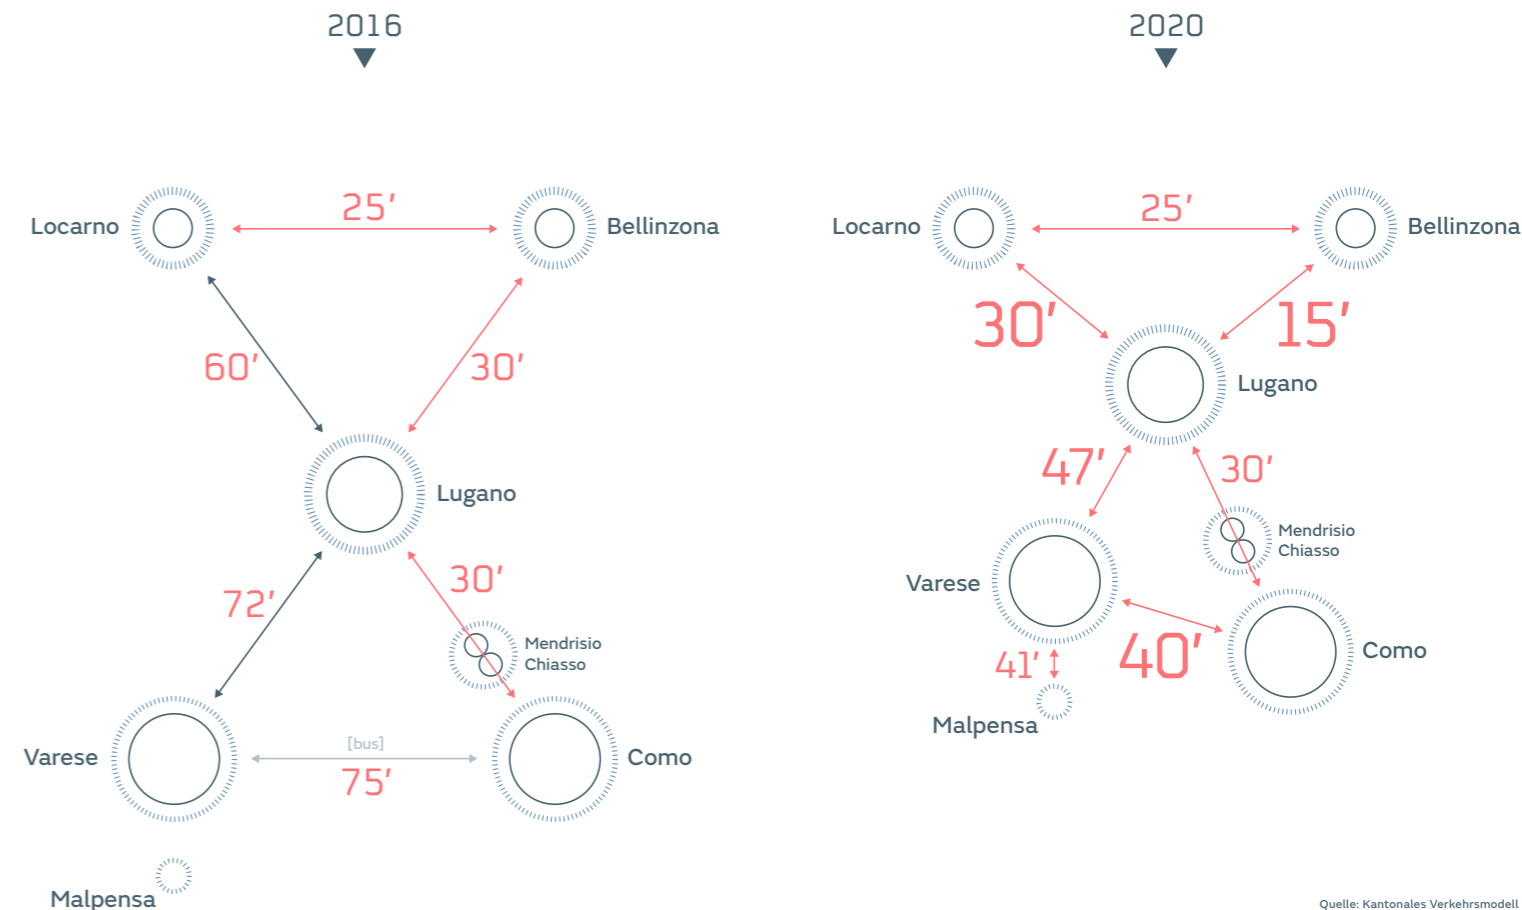 2016
Locarno
25′
Bellinzona
60′
30′
Lugano
72′
30′
Mendrisio
Chiasso
Varese
[bus]
75′
Como
Malpensa
2020
Locarno
25′
Bellinzona
30′
15′
Lugano
47′
30′
Mendrisio
Chiasso
Varese
40′
Como
41′
Malpensa
Quelle: Kantonales Verkehrsmodell